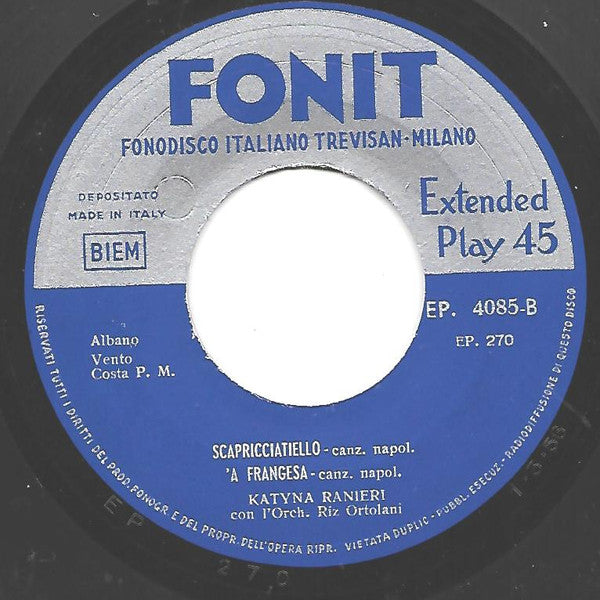 FONIT
FONODISCO ITALIANO TREVISAN·MILANO
DEPOSITATO
MADE IN ITALY
BIEM
Extended
Play 45
EP. 4085-B
EP. 270
Albano
Vento
Costa P. M.
SCAPRICCIATIELLO - canz. napol.
'A FRANGESA - canz. napol.
KATYNA RANIERI
con l'Orch. Riz Ortolani
RISERVATI TUTTI I DIRITTI DEL PROD. FONOGR. E DEL PROPR. DELL'OPERA RIPR. VIETATA DUPLIC. - PUBBL. ESECUZ. - RADIODIFFUSIONE DI QUESTO DISCO
EP 270